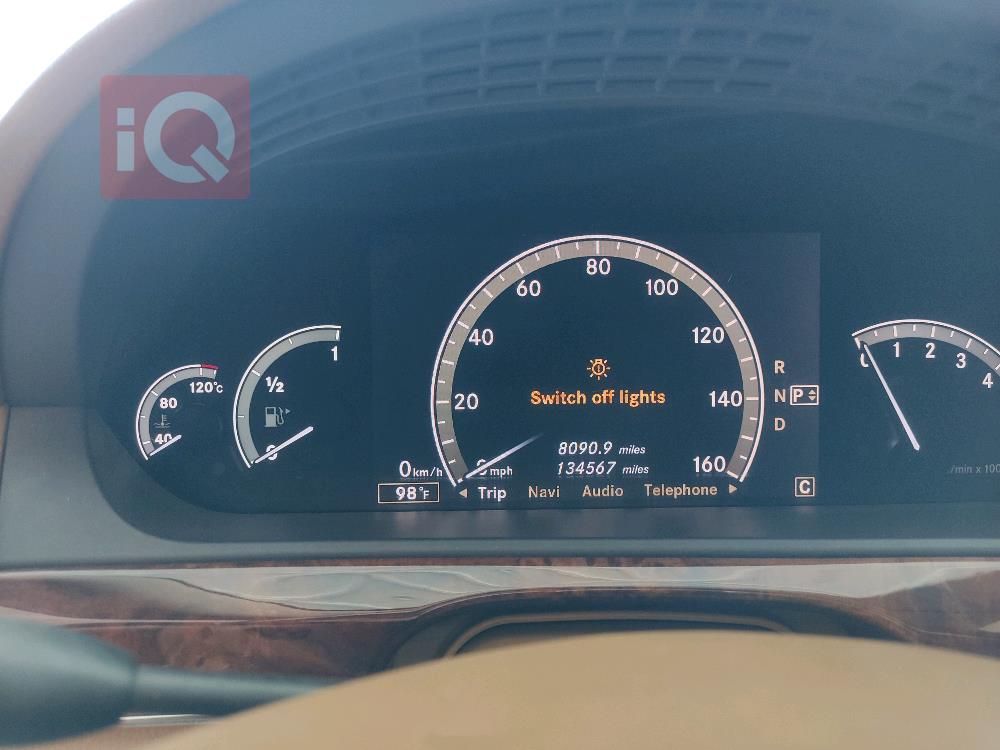 iQ
80
60
100
40
120
1
1 2 3 4
120°c
½
R
80
Switch off lights
20
140
N P
40
D
8090.9 miles
0 km/h
mph
134567 miles
160
98°F
Trip Navi Audio Telephone
C
/min x 100